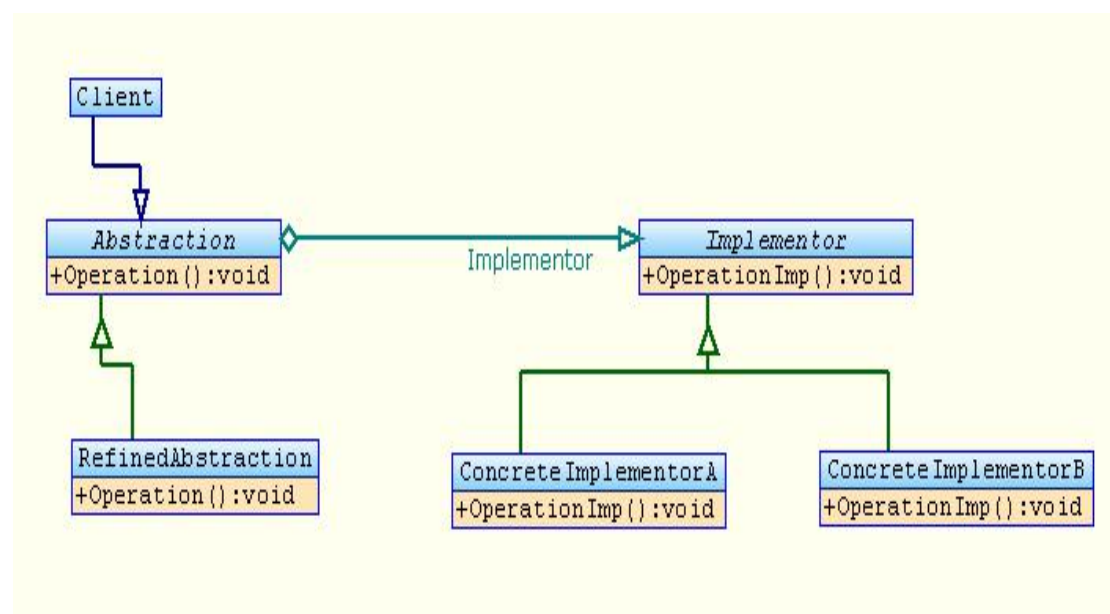 Client
Abstraction
+Operation():void
Implementor
Implementor
+OperationImp():void
RefinedAbstraction
+Operation():void
ConcreteImplementorA
+OperationImp():void
ConcreteImplementorB
+OperationImp():void